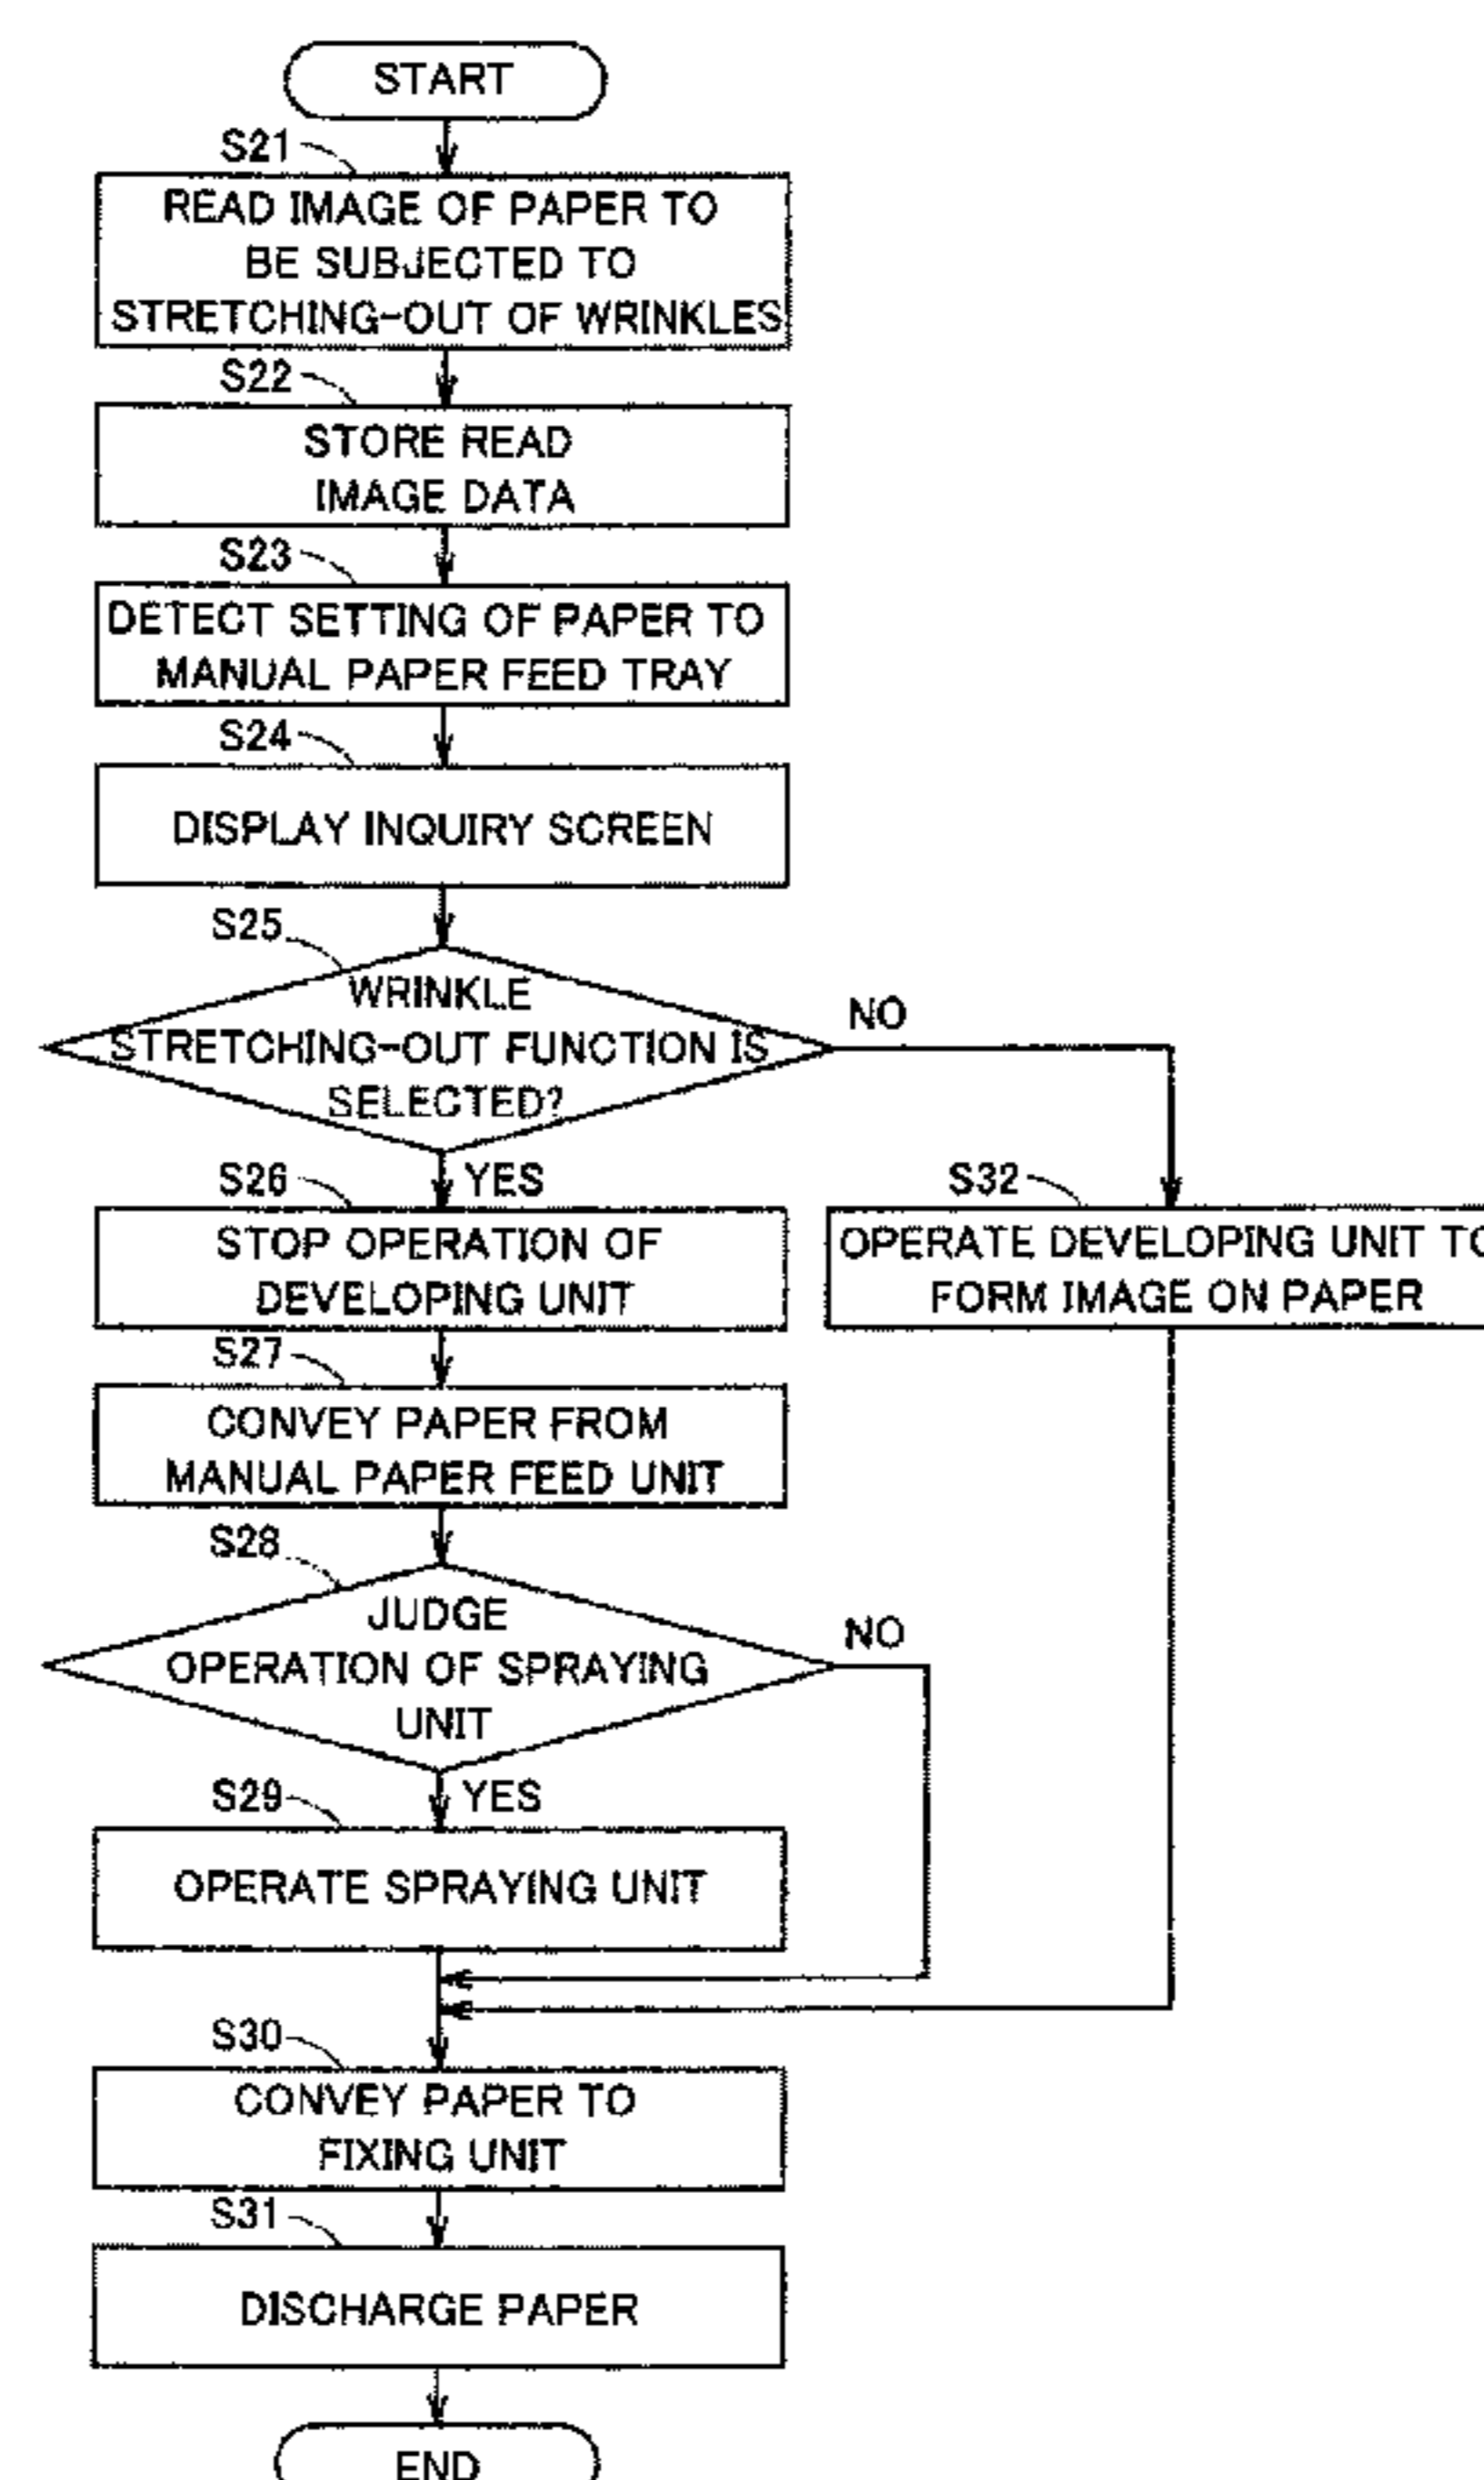 START
S21
READ IMAGE OF PAPER TO
BE SUBJECTED TO
STRETCHING-OUT OF WRINKLES
S22
STORE READ
IMAGE DATA
S23
DETECT SETTING OF PAPER TO
MANUAL PAPER FEED TRAY
S24
DISPLAY INQUIRY SCREEN
S25
WRINKLE
STRETCHING-OUT FUNCTION IS
SELECTED?
NO
YES
S26
STOP OPERATION OF
DEVELOPING UNIT
S32
OPERATE DEVELOPING UNIT TO
FORM IMAGE ON PAPER
S27
CONVEY PAPER FROM
MANUAL PAPER FEED UNIT
S28
JUDGE
OPERATION OF SPRAYING
UNIT
NO
YES
S29
OPERATE SPRAYING UNIT
S30
CONVEY PAPER TO
FIXING UNIT
S31
DISCHARGE PAPER
END